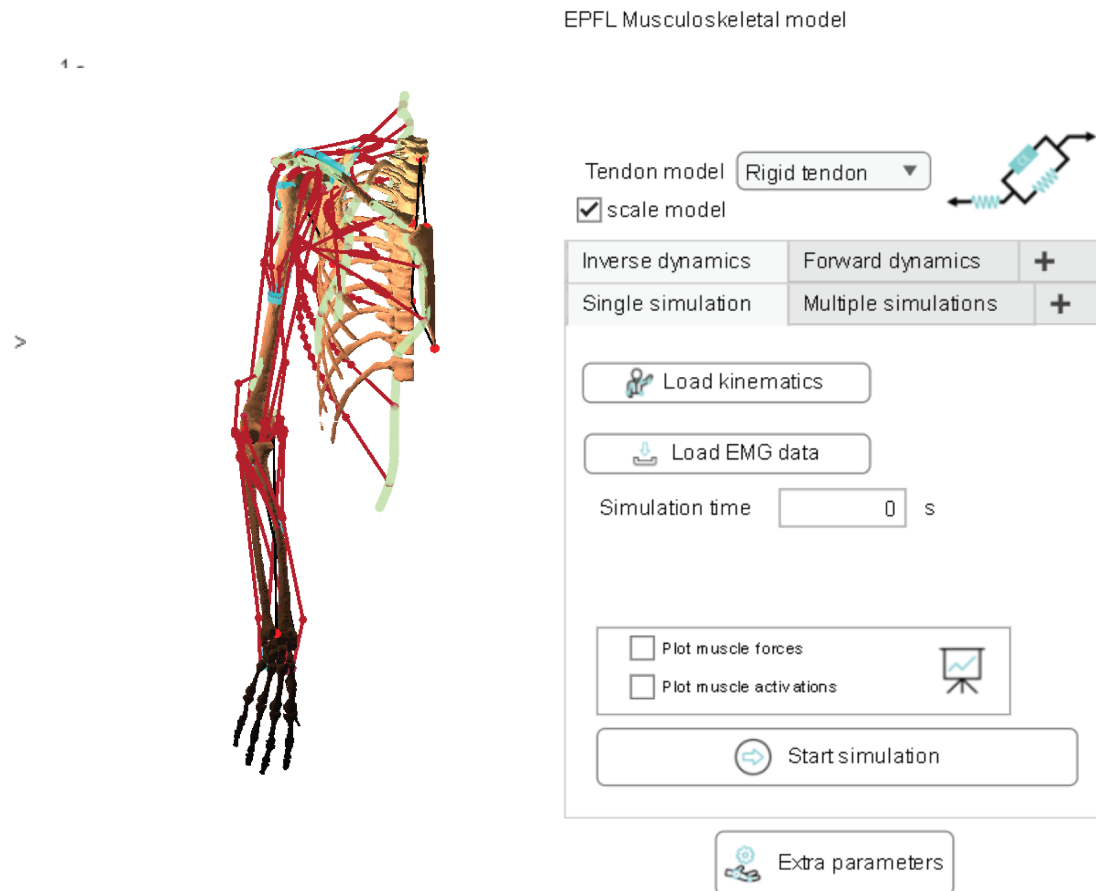 EPFL Musculoskeletal model
Tendon model Rigid tendon
scale model
Inverse dynamics Forward dynamics +
Single simulation Multiple simulations +
>
Load kinematics
Load EMG data
Simulation time 0 s
Plot muscle forces
Plot muscle activations
Start simulation
Extra parameters